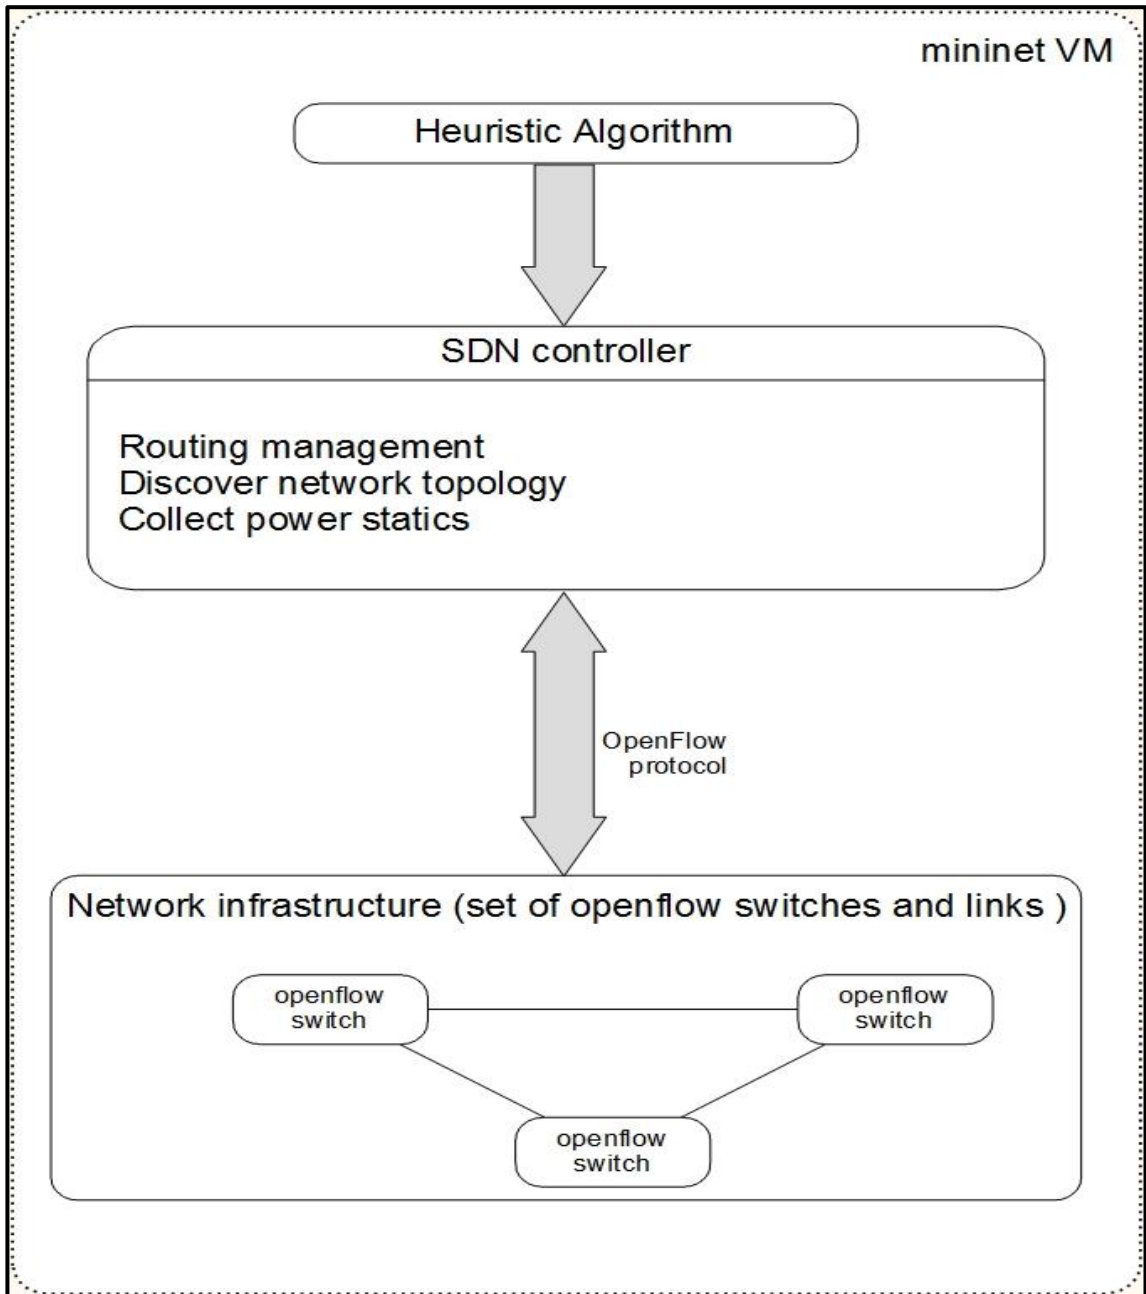 mininet VM
Heuristic Algorithm
SDN controller
Routing management
Discover network topology
Collect power statics
OpenFlow
protocol
Network infrastructure (set of openflow switches and links )
openflow
switch
openflow
switch
openflow
switch